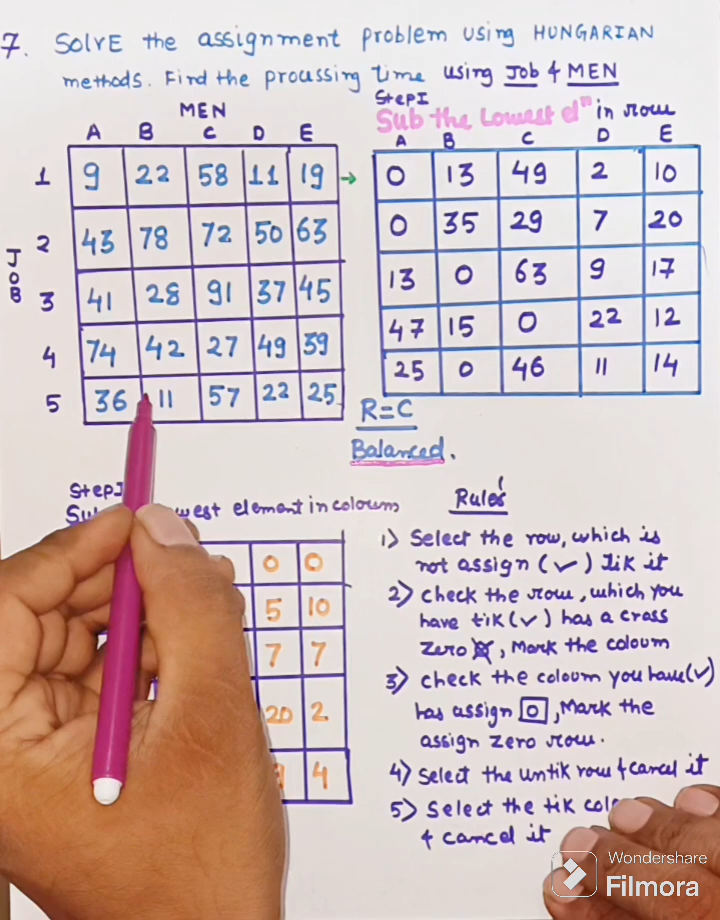 7. SOLVE the assignment problem using HUNGARIAN
methods. Find the proussing time using Job & MEN
MEN
A B C D E
JOB
1 9 22 58 11 19
2 43 78 72 50 63
3 41 28 91 37 45
4 74 42 27 49 39
5 36 11 57 22 25
Step I
Sub the Lowest elⁿ in row
A B C D E
0 13 49 2 10
0 35 29 7 20
13 0 63 9 17
47 15 0 22 12
25 0 46 11 14
R=C
Balanced.
Step
element in coloum
0 0
5 10
7 7
20 2
4
Rules
1) Select the row, which is
not assign (✓) Tik it
2) check the row, which you
have tik(✓) has a crass
Zero, Mark the coloum
3) check the coloum you have(✓)
has assign 0, Mark the
assign zero row.
4) Select the untik row & cancel it
5) Select the tik
& cancel it
Wondershare
Filmora